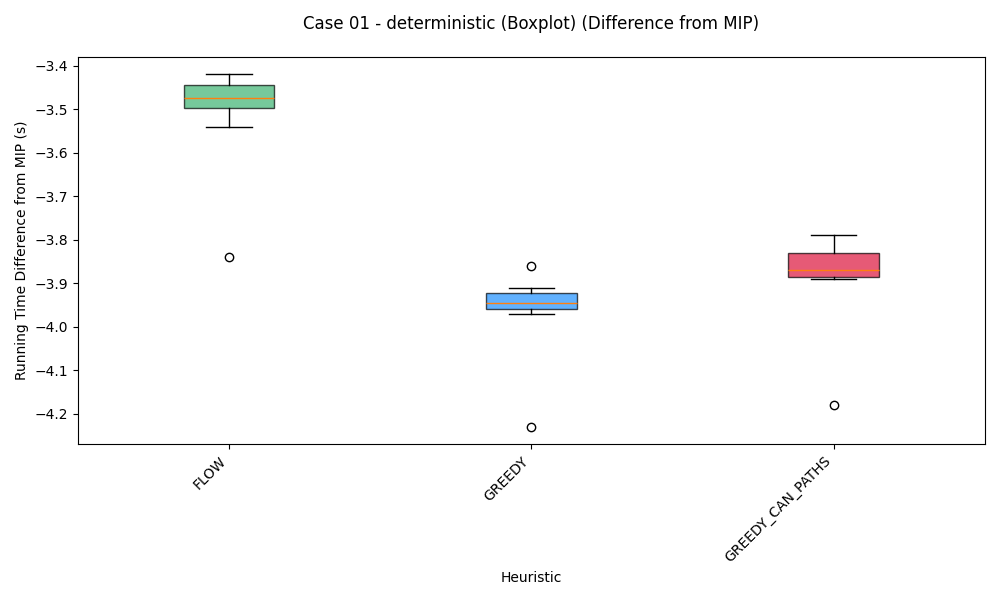 Case 01 - deterministic (Boxplot) (Difference from MIP)
Running Time Difference from MIP (s)
−3.4
−3.5
−3.6
−3.7
−3.8
−3.9
−4.0
−4.1
−4.2
FLOW
GREEDY
GREEDY_CAN_PATHS
Heuristic